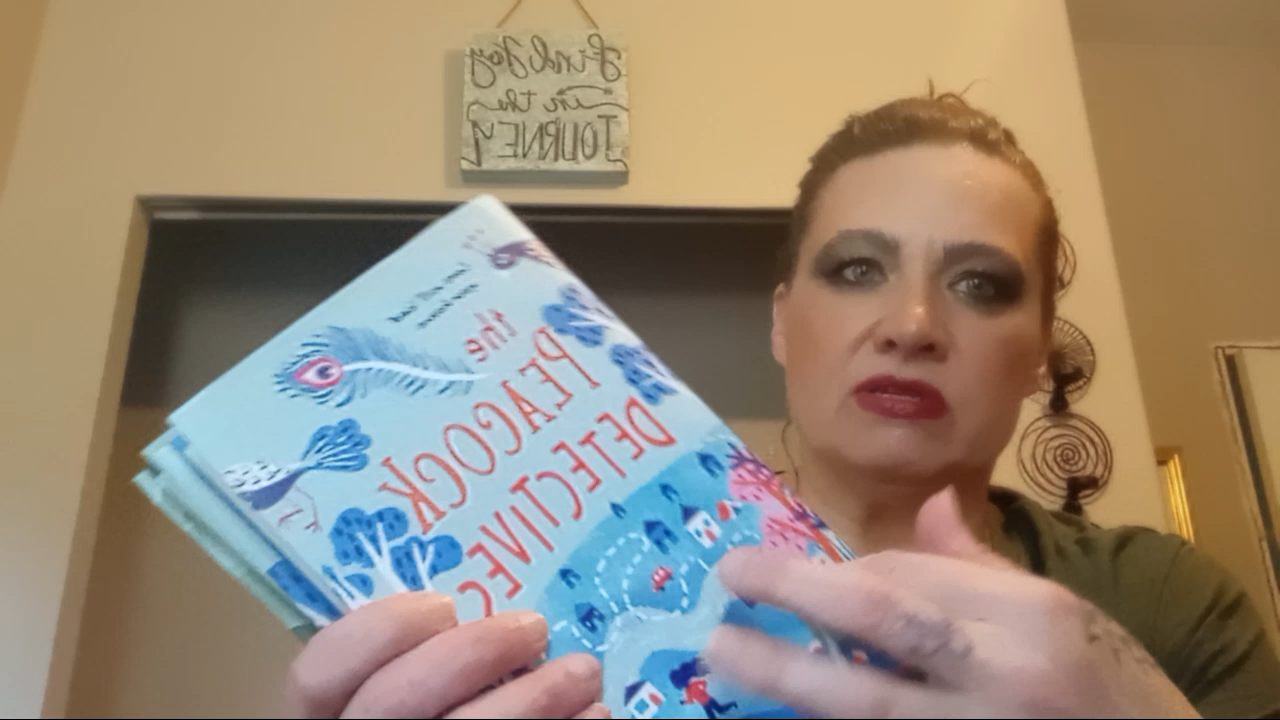 Find Joy
in the
JOURNEY
the
PEACOCK
DETECTIVES